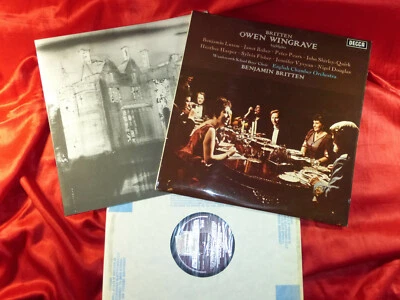 BRITTEN
DECCA
OWEN WINGRAVE
Benjamin Luxon · Janet Baker · Peter Pears · John Shirley-Quirk
Heather Harper · Sylvia Fisher · Jennifer Vyvyan · Nigel Douglas
Wandsworth School Boys' Choir · English Chamber Orchestra
BENJAMIN BRITTEN